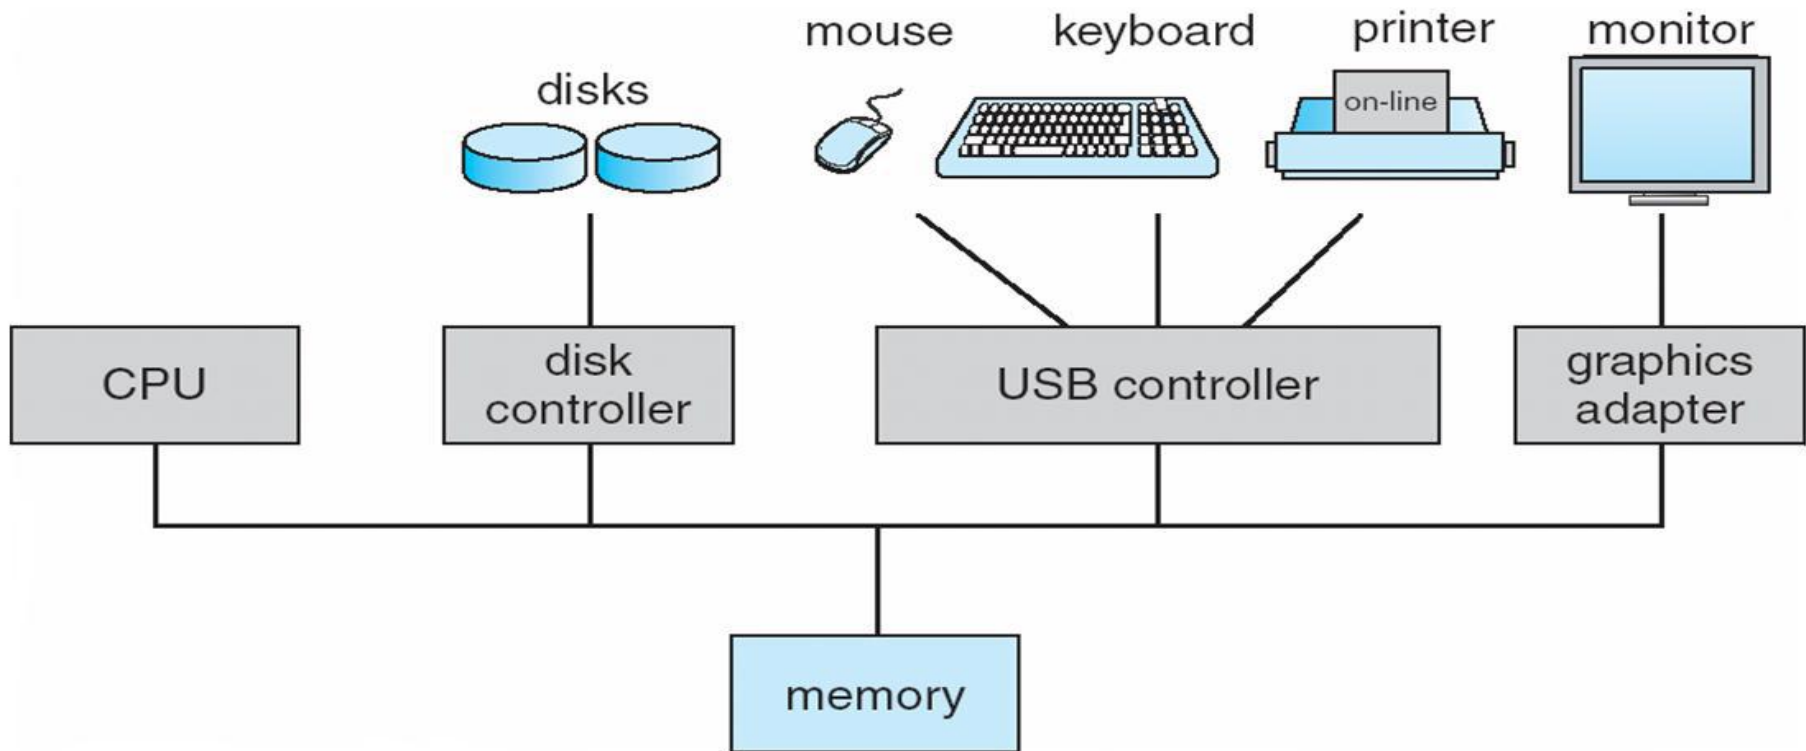 mouse
keyboard
printer
monitor
disks
on-line
CPU
disk
controller
USB controller
graphics
adapter
memory